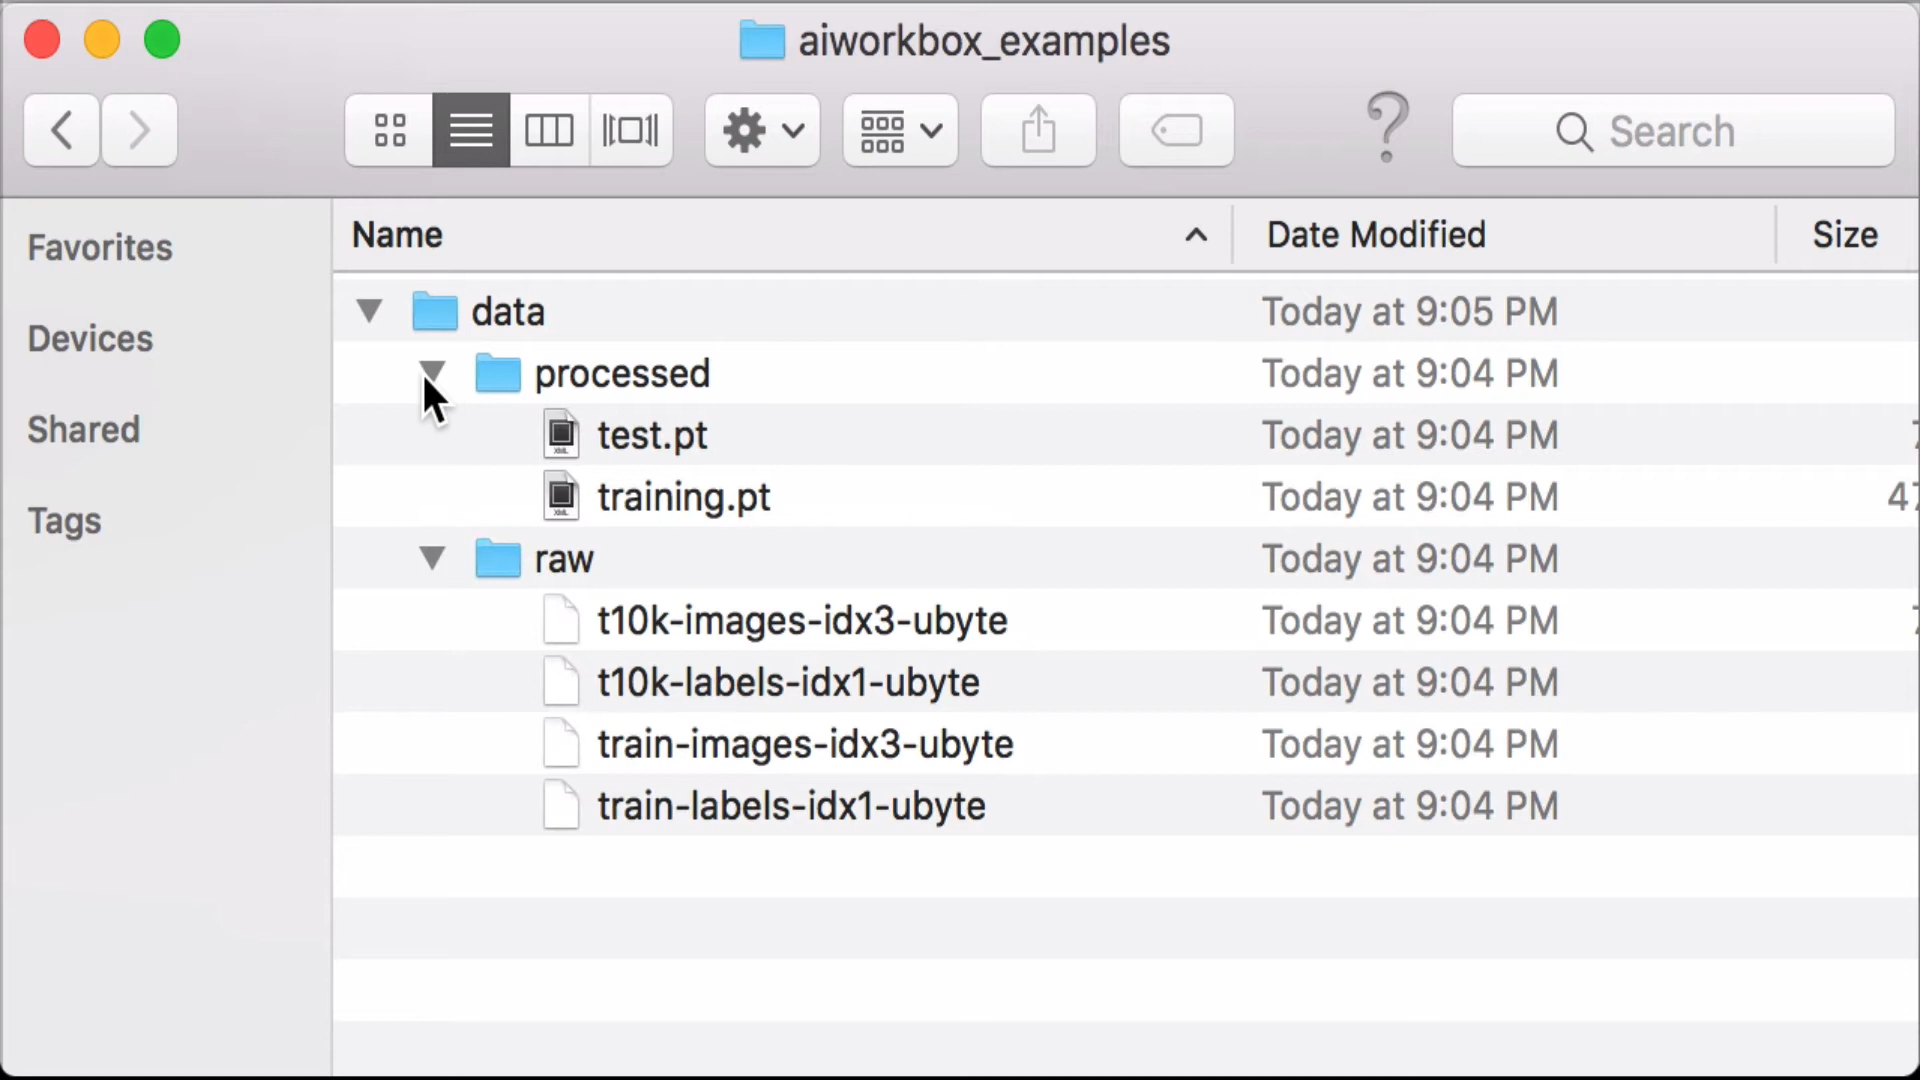 aiworkbox_examples
Search
Favorites
Devices
Shared
Tags
Name Date Modified Size
data Today at 9:05 PM
processed Today at 9:04 PM
test.pt Today at 9:04 PM
training.pt Today at 9:04 PM 47
raw Today at 9:04 PM
t10k-images-idx3-ubyte Today at 9:04 PM
t10k-labels-idx1-ubyte Today at 9:04 PM
train-images-idx3-ubyte Today at 9:04 PM
train-labels-idx1-ubyte Today at 9:04 PM